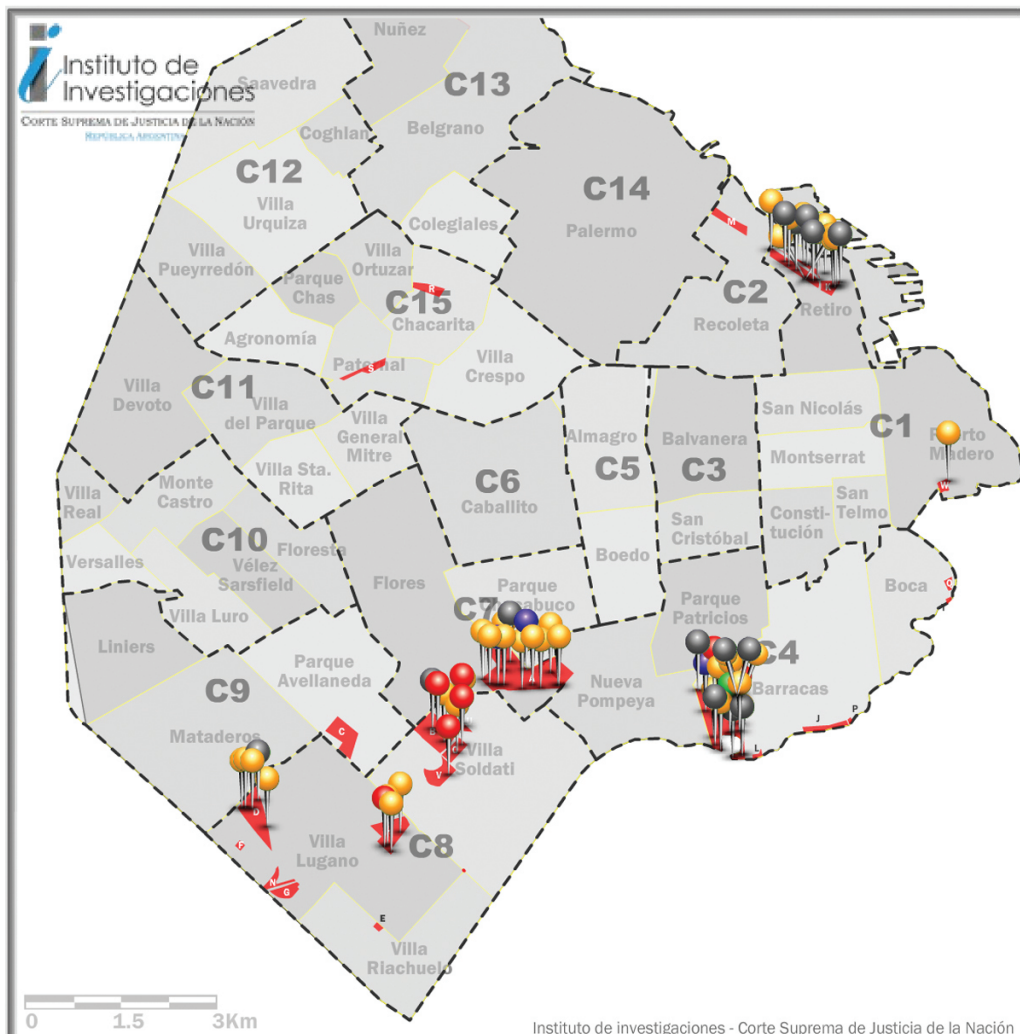 Instituto de
Investigaciones
CORTE SUPREMA DE JUSTICIA DE LA NACIÓN
REPÚBLICA ARGENTINA
Nuñez
Saavedra
C13
Coghlan
Belgrano
C12
Villa
Urquiza
C14
Palermo
Colegiales
M
Villa
Pueyrredón
Villa
Ortuzar
Parque
Chas
R
C15
Chacarita
C2
Recoleta
Retiro
Agronomía
Paternal
S
Villa
Crespo
Villa
Devoto
C11
Villa
del Parque
Villa
General
Mitre
San Nicolás
C1
Almagro
Balvanera
Puerto
Madero
Montserrat
C5
C3
C6
Caballito
Villa Sta.
Rita
Monte
Castro
Villa
Real
W
San
Telmo
Consti-
tución
San
Cristóbal
C10
Floresta
Vélez
Sarsfield
Versalles
Boedo
Flores
Parque
Boca
C7
Villa Luro
Parque
Patricios
Liniers
Parque
Avellaneda
C4
Barracas
Nueva
Pompeya
C9
Mataderos
C
J
P
L
Villa
Soldati
V
D
F
Villa
Lugano
C8
N
G
E
Villa
Riachuelo
0 1.5 3Km
Instituto de investigaciones - Corte Suprema de Justicia de la Nación